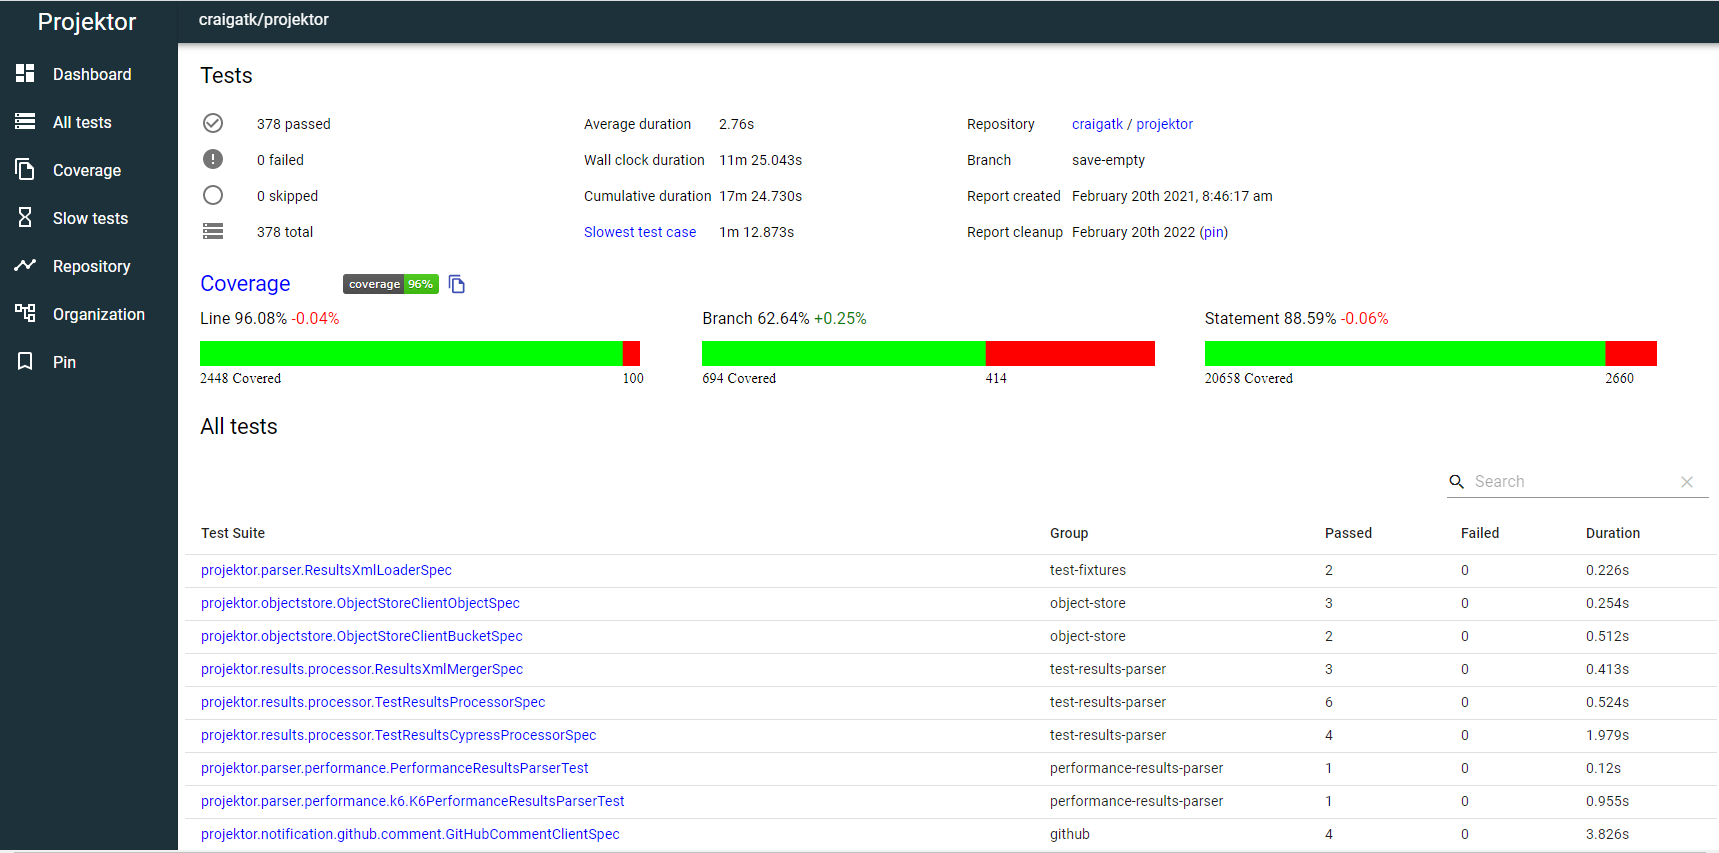 Projektor
craigatk/projektor
Dashboard
All tests
Coverage
Slow tests
Repository
Organization
Pin
Tests
378 passed
Average duration 2.76s
Repository craigatk / projektor
0 failed
Wall clock duration 11m 25.043s
Branch save-empty
0 skipped
Cumulative duration 17m 24.730s
Report created February 20th 2021, 8:46:17 am
378 total
Slowest test case 1m 12.873s
Report cleanup February 20th 2022 (pin)
Coverage coverage 96%
Line 96.08% -0.04%
2448 Covered 100
Branch 62.64% +0.25%
694 Covered 414
Statement 88.59% -0.06%
20658 Covered 2660
All tests
Search
Test Suite Group Passed Failed Duration
projektor.parser.ResultsXmlLoaderSpec test-fixtures 2 0 0.226s
projektor.objectstore.ObjectStoreClientObjectSpec object-store 3 0 0.254s
projektor.objectstore.ObjectStoreClientBucketSpec object-store 2 0 0.512s
projektor.results.processor.ResultsXmlMergerSpec test-results-parser 3 0 0.413s
projektor.results.processor.TestResultsProcessorSpec test-results-parser 6 0 0.524s
projektor.results.processor.TestResultsCypressProcessorSpec test-results-parser 4 0 1.979s
projektor.parser.performance.PerformanceResultsParserTest performance-results-parser 1 0 0.12s
projektor.parser.performance.k6.K6PerformanceResultsParserTest performance-results-parser 1 0 0.955s
projektor.notification.github.comment.GitHubCommentClientSpec github 4 0 3.826s